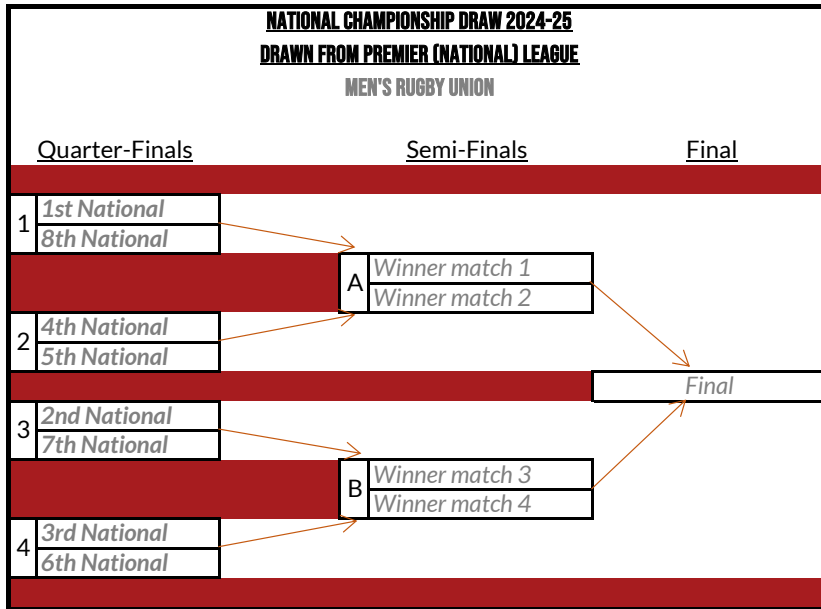 NATIONAL CHAMPIONSHIP DRAW 2024-25
DRAWN FROM PREMIER (NATIONAL) LEAGUE
MEN'S RUGBY UNION
Quarter-Finals Semi-Finals Final
1 1st National
8th National
A Winner match 1
Winner match 2
2 4th National
5th National
Final
3 2nd National
7th National
B Winner match 3
Winner match 4
4 3rd National
6th National